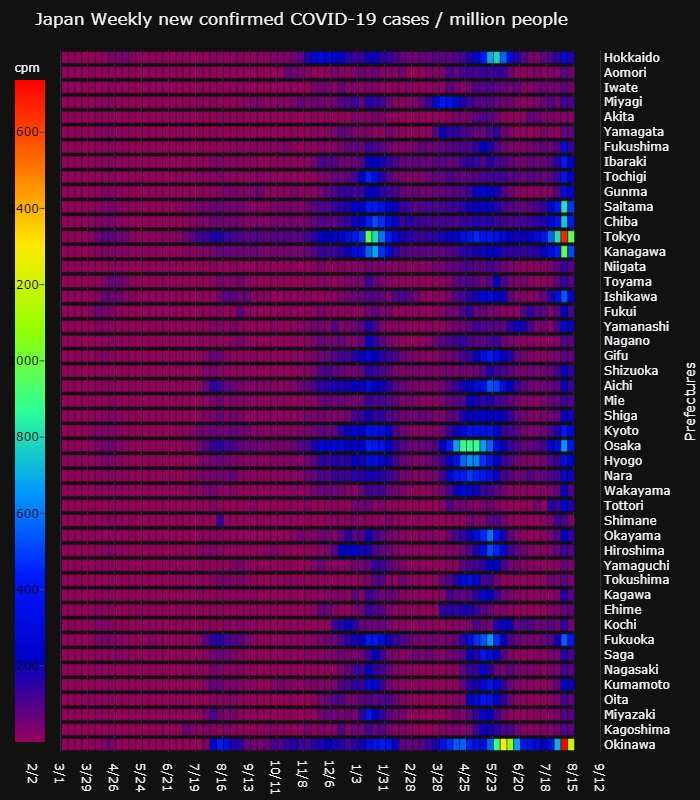 Japan Weekly new confirmed COVID-19 cases / million people
cpm
1600
1400
1200
1000
800
600
400
200
Hokkaido
Aomori
Iwate
Miyagi
Akita
Yamagata
Fukushima
Ibaraki
Tochigi
Gunma
Saitama
Chiba
Tokyo
Kanagawa
Niigata
Toyama
Ishikawa
Fukui
Yamanashi
Nagano
Gifu
Shizuoka
Aichi
Mie
Shiga
Kyoto
Osaka
Hyogo
Nara
Wakayama
Tottori
Shimane
Okayama
Hiroshima
Yamaguchi
Tokushima
Kagawa
Ehime
Kochi
Fukuoka
Saga
Nagasaki
Kumamoto
Oita
Miyazaki
Kagoshima
Okinawa
Prefectures
2/2
3/1
3/29
4/26
5/24
6/21
7/19
8/16
9/13
10/11
11/8
12/6
1/3
1/31
2/28
3/28
4/25
5/23
6/20
7/18
8/15
9/12